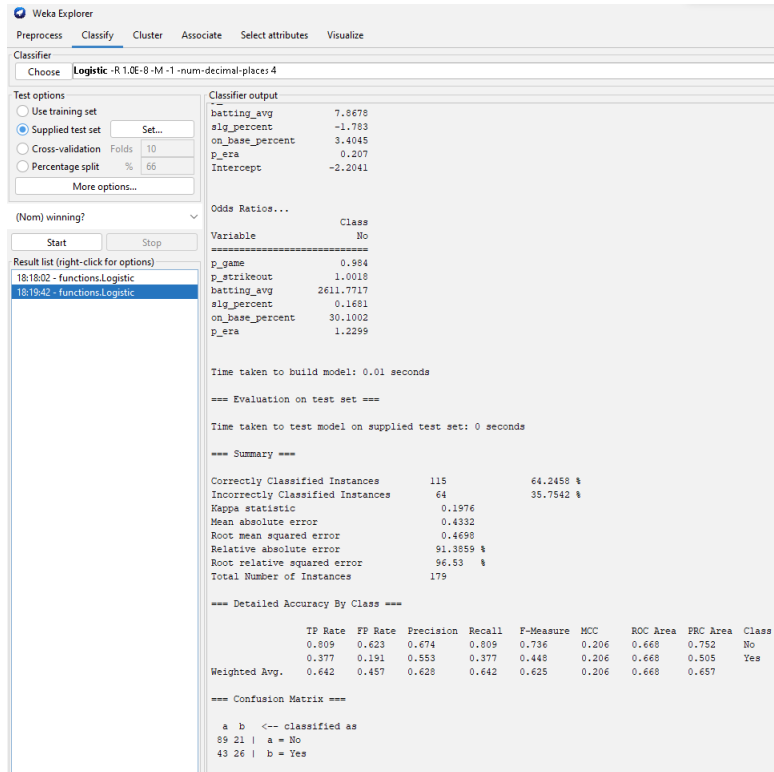 Weka Explorer
Preprocess Classify Cluster Associate Select attributes Visualize
Classifier
Choose Logistic -R 1.0E-8 -M -1 -num-decimal-places 4
Test options
Use training set
Supplied test set Set...
Cross-validation Folds 10
Percentage split % 66
More options...
(Nom) winning?
Start Stop
Result list (right-click for options)
18:18:02 - functions.Logistic
18:19:42 - functions.Logistic
Classifier output
batting_avg 7.8678
slg_percent -1.783
on_base_percent 3.4045
p_era 0.207
Intercept -2.2041
Odds Ratios...
Class
Variable No
============================
p_game 0.984
p_strikeout 1.0018
batting_avg 2611.7717
slg_percent 0.1681
on_base_percent 30.1002
p_era 1.2299
Time taken to build model: 0.01 seconds
=== Evaluation on test set ===
Time taken to test model on supplied test set: 0 seconds
=== Summary ===
Correctly Classified Instances 115 64.2458 %
Incorrectly Classified Instances 64 35.7542 %
Kappa statistic 0.1976
Mean absolute error 0.4332
Root mean squared error 0.4698
Relative absolute error 91.3859 %
Root relative squared error 96.53 %
Total Number of Instances 179
=== Detailed Accuracy By Class ===
TP Rate FP Rate Precision Recall F-Measure MCC ROC Area PRC Area Class
0.809 0.623 0.674 0.809 0.736 0.206 0.668 0.752 No
0.377 0.191 0.553 0.377 0.448 0.206 0.668 0.505 Yes
Weighted Avg. 0.642 0.457 0.628 0.642 0.625 0.206 0.668 0.657
=== Confusion Matrix ===
a b <-- classified as
89 21 | a = No
43 26 | b = Yes